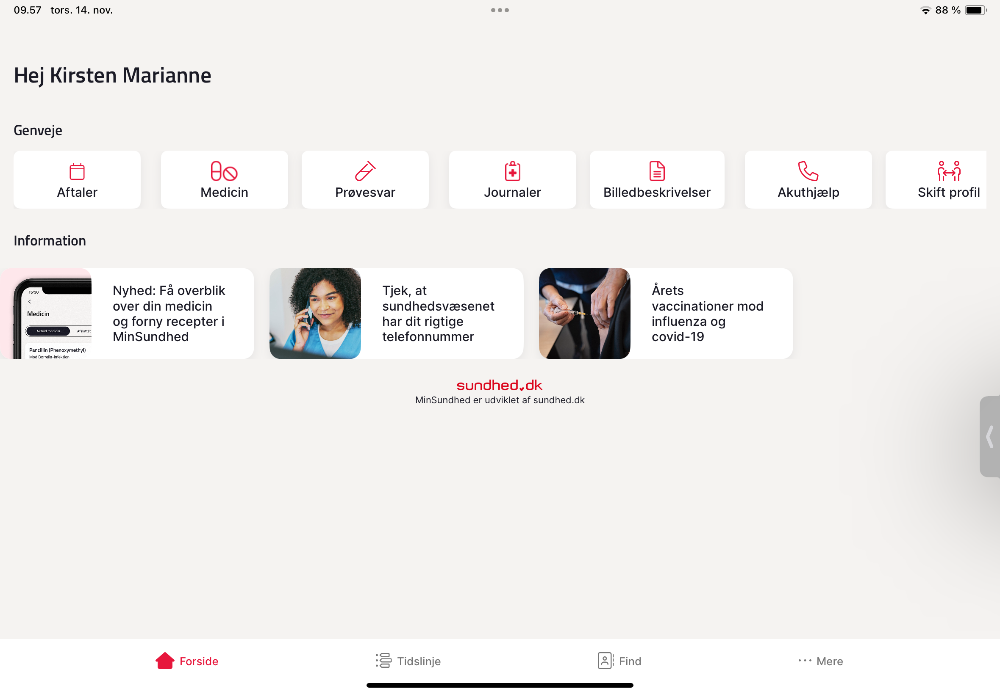 09.57 tors. 14. nov.
88 %
Hej Kirsten Marianne
Genveje
Aftaler
Medicin
Prøvesvar
Journaler
Billedbeskrivelser
Akuthjælp
Skift profil
Information
15:30
Medicin
Aktuel medicin
Afsluttet
Pancillin (Phenoxymethyl)
Mod Borrelia-infektion
Nyhed: Få overblik
over din medicin
og forny recepter i
MinSundhed
Tjek, at
sundhedsvæsenet
har dit rigtige
telefonnummer
Årets
vaccinationer mod
influenza og
covid-19
sundhed.dk
MinSundhed er udviklet af sundhed.dk
Forside
Tidslinje
Find
Mere